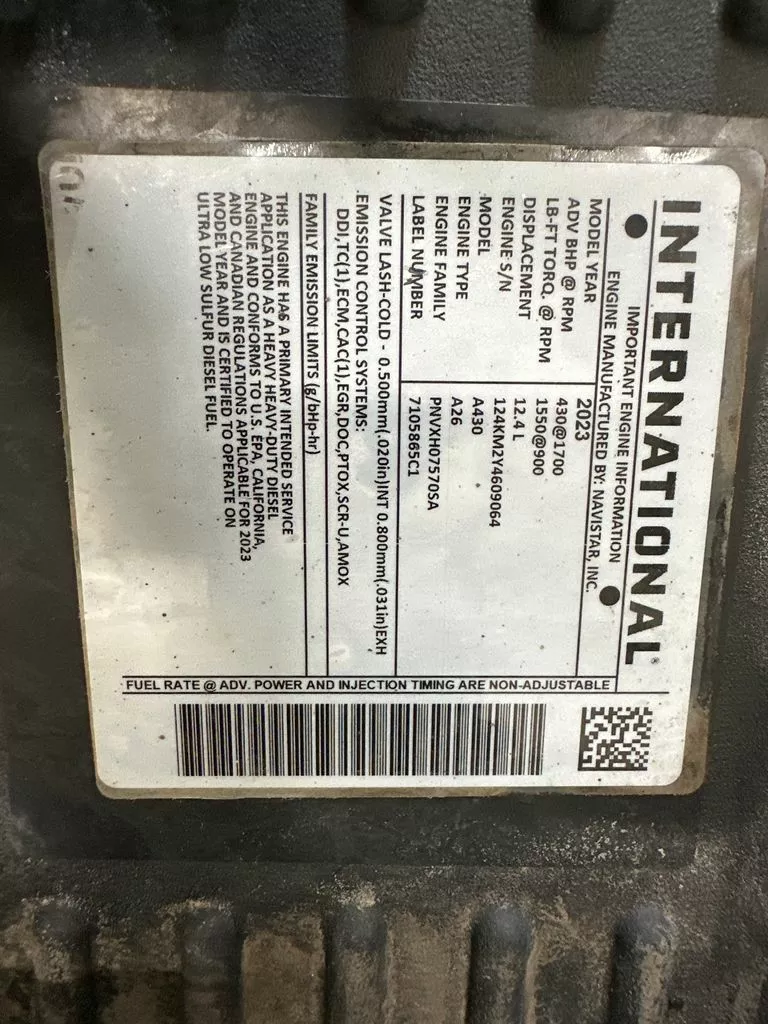 INTERNATIONAL®
IMPORTANT ENGINE INFORMATION
ENGINE MANUFACTURED BY: NAVISTAR, INC.
MODEL YEAR 2023
ADV BHP @ RPM 430@1700
LB-FT TORQ. @ RPM 1550@900
DISPLACEMENT 12.4 L
ENGINE S/N 124KM2Y4609064
MODEL A430
ENGINE TYPE A26
ENGINE FAMILY PNVXH07570SA
LABEL NUMBER 7105865C1
VALVE LASH-COLD - 0.500mm(.020in)INT 0.800mm(.031in)EXH
EMISSION CONTROL SYSTEMS:
DDI,TC(1),ECM,CAC(1),EGR,DOC,PTOX,SCR-U,AMOX
FAMILY EMISSION LIMITS (g/bHp-hr)
THIS ENGINE HAS A PRIMARY INTENDED SERVICE
APPLICATION AS A HEAVY HEAVY-DUTY DIESEL
ENGINE AND CONFORMS TO U.S. EPA, CALIFORNIA,
AND CANADIAN REGULATIONS APPLICABLE FOR 2023
MODEL YEAR AND IS CERTIFIED TO OPERATE ON
ULTRA LOW SULFUR DIESEL FUEL.
FUEL RATE @ ADV. POWER AND INJECTION TIMING ARE NON-ADJUSTABLE